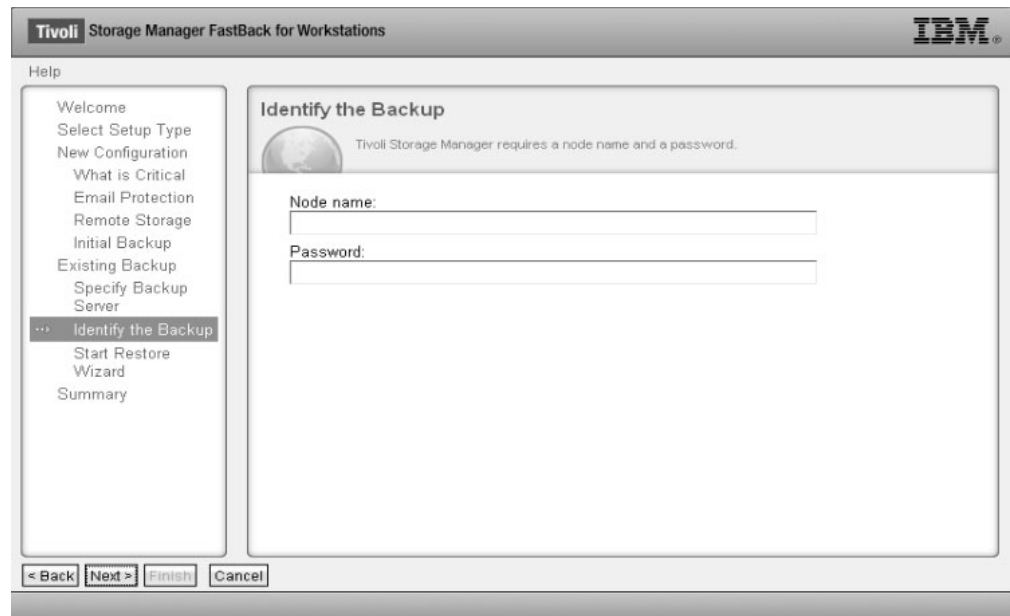 Tivoli Storage Manager FastBack for Workstations
IBM®
Help
Welcome
Select Setup Type
New Configuration
What is Critical
Email Protection
Remote Storage
Initial Backup
Existing Backup
Specify Backup
Server
Identify the Backup
Start Restore
Wizard
Summary
Identify the Backup
Tivoli Storage Manager requires a node name and a password.
Node name:
Password:
< Back Next > Finish Cancel